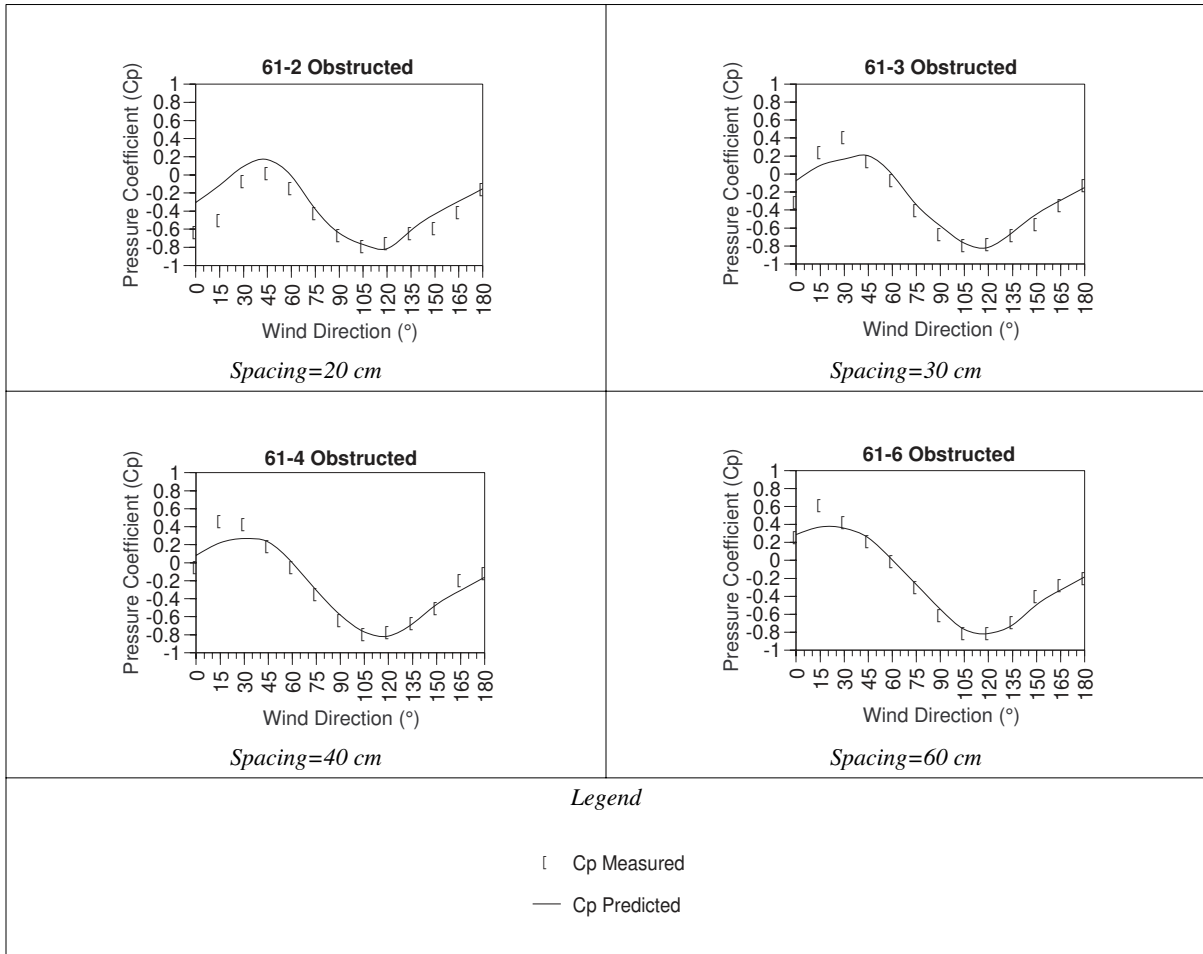 61-2 Obstructed
Pressure Coefficient (Cp)
1
0.8
0.6
0.4
0.2
0
-0.2
-0.4
-0.6
-0.8
-1
0 15 30 45 60 75 90 105 120 135 150 165 180
Wind Direction (°)
Spacing=20 cm
61-3 Obstructed
Pressure Coefficient (Cp)
1
0.8
0.6
0.4
0.2
0
-0.2
-0.4
-0.6
-0.8
-1
0 15 30 45 60 75 90 105 120 135 150 165 180
Wind Direction (°)
Spacing=30 cm
61-4 Obstructed
Pressure Coefficient (Cp)
1
0.8
0.6
0.4
0.2
0
-0.2
-0.4
-0.6
-0.8
-1
0 15 30 45 60 75 90 105 120 135 150 165 180
Wind Direction (°)
Spacing=40 cm
61-6 Obstructed
Pressure Coefficient (Cp)
1
0.8
0.6
0.4
0.2
0
-0.2
-0.4
-0.6
-0.8
-1
0 15 30 45 60 75 90 105 120 135 150 165 180
Wind Direction (°)
Spacing=60 cm
Legend
[ Cp Measured
Cp Predicted